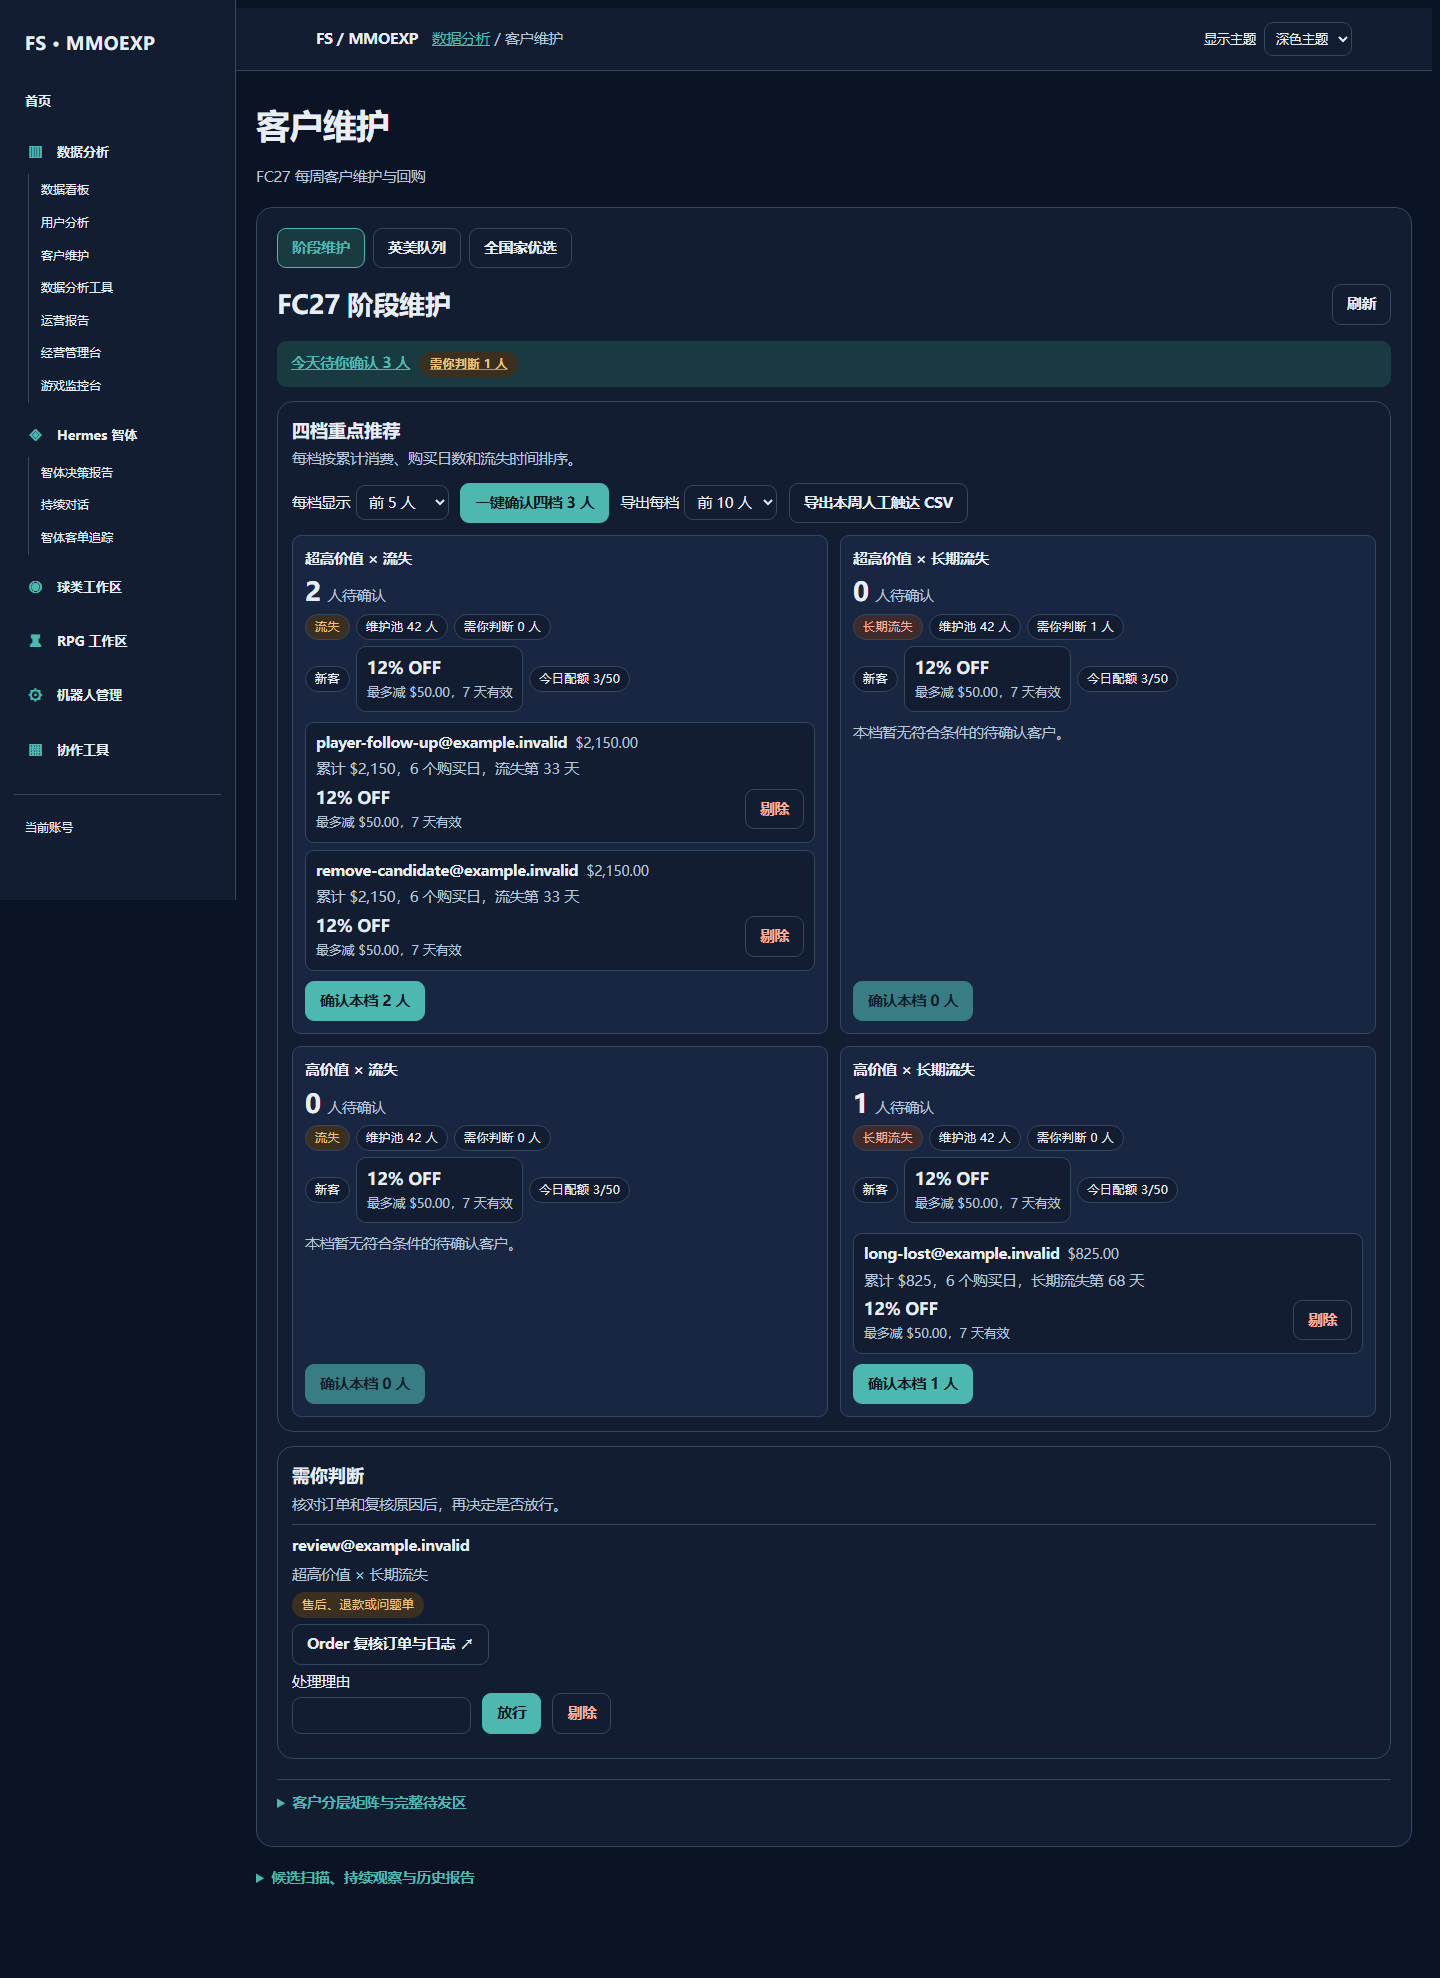 FS • MMOEXP
首页
数据分析
数据看板
用户分析
客户维护
数据分析工具
运营报告
经营管理台
游戏监控台
Hermes 智体
智体决策报告
持续对话
智体客单追踪
球类工作区
RPG 工作区
机器人管理
协作工具
当前账号
FS / MMOEXP 数据分析 / 客户维护
显示主题 深色主题
客户维护
FC27 每周客户维护与回购
阶段维护 英美队列 全国家优选
FC27 阶段维护
刷新
今天待你确认 3 人 需你判断 1 人
四档重点推荐
每档按累计消费、购买日数和流失时间排序。
每档显示 前 5 人 一键确认四档 3 人 导出每档 前 10 人 导出本周人工触达 CSV
超高价值 × 流失
2 人待确认
流失 维护池 42 人 需你判断 0 人
新客 12% OFF 今日配额 3/50
最多减 $50.00，7 天有效
player-follow-up@example.invalid $2,150.00
累计 $2,150，6 个购买日，流失第 33 天
12% OFF
最多减 $50.00，7 天有效
剔除
remove-candidate@example.invalid $2,150.00
累计 $2,150，6 个购买日，流失第 33 天
12% OFF
最多减 $50.00，7 天有效
剔除
确认本档 2 人
超高价值 × 长期流失
0 人待确认
长期流失 维护池 42 人 需你判断 1 人
新客 12% OFF 今日配额 3/50
最多减 $50.00，7 天有效
本档暂无符合条件的待确认客户。
确认本档 0 人
高价值 × 流失
0 人待确认
流失 维护池 42 人 需你判断 0 人
新客 12% OFF 今日配额 3/50
最多减 $50.00，7 天有效
本档暂无符合条件的待确认客户。
确认本档 0 人
高价值 × 长期流失
1 人待确认
长期流失 维护池 42 人 需你判断 0 人
新客 12% OFF 今日配额 3/50
最多减 $50.00，7 天有效
long-lost@example.invalid $825.00
累计 $825，6 个购买日，长期流失第 68 天
12% OFF
最多减 $50.00，7 天有效
剔除
确认本档 1 人
需你判断
核对订单和复核原因后，再决定是否放行。
review@example.invalid
超高价值 × 长期流失
售后、退款或问题单
Order 复核订单与日志 ↗
处理理由
放行 剔除
客户分层矩阵与完整待发区
候选扫描、持续观察与历史报告